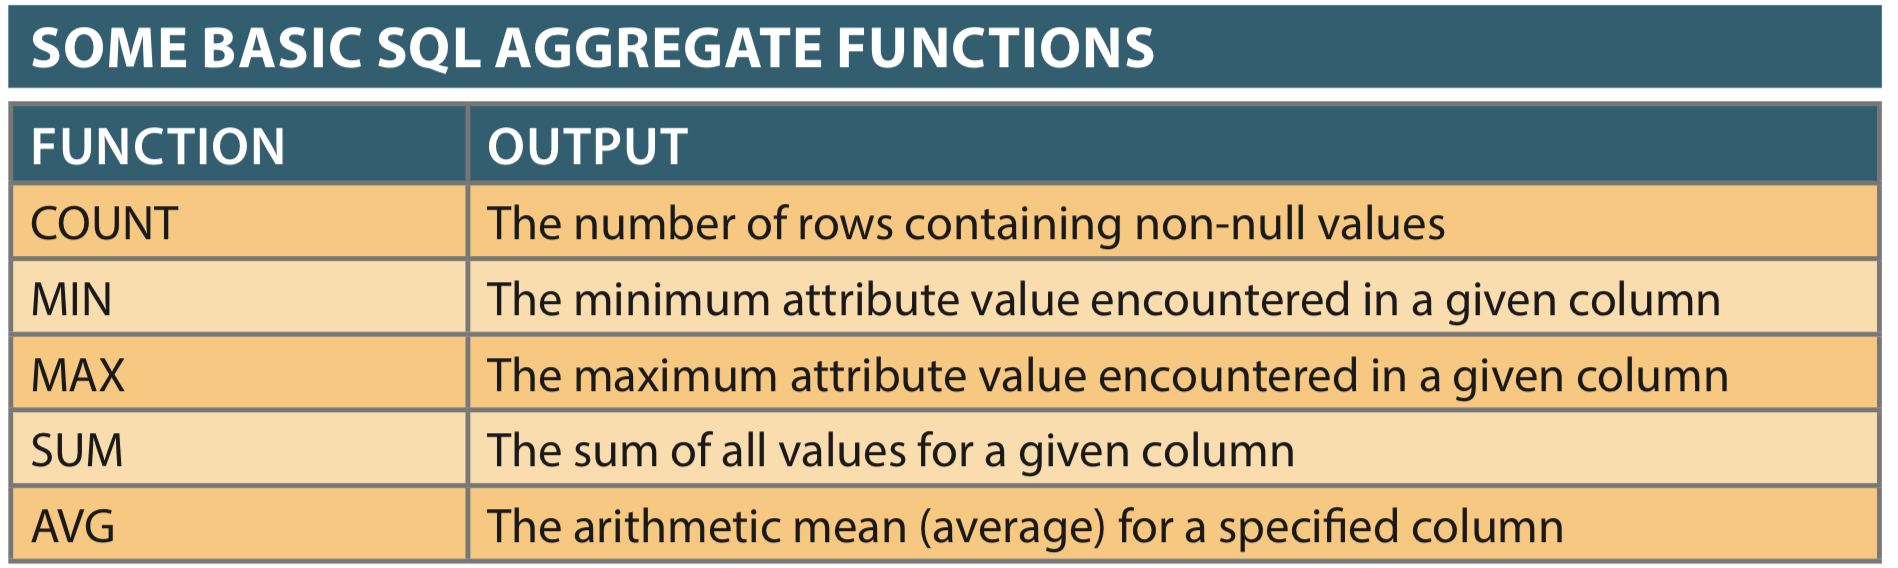 SOME BASIC SQL AGGREGATE FUNCTIONS
FUNCTION OUTPUT
COUNT The number of rows containing non-null values
MIN The minimum attribute value encountered in a given column
MAX The maximum attribute value encountered in a given column
SUM The sum of all values for a given column
AVG The arithmetic mean (average) for a specified column